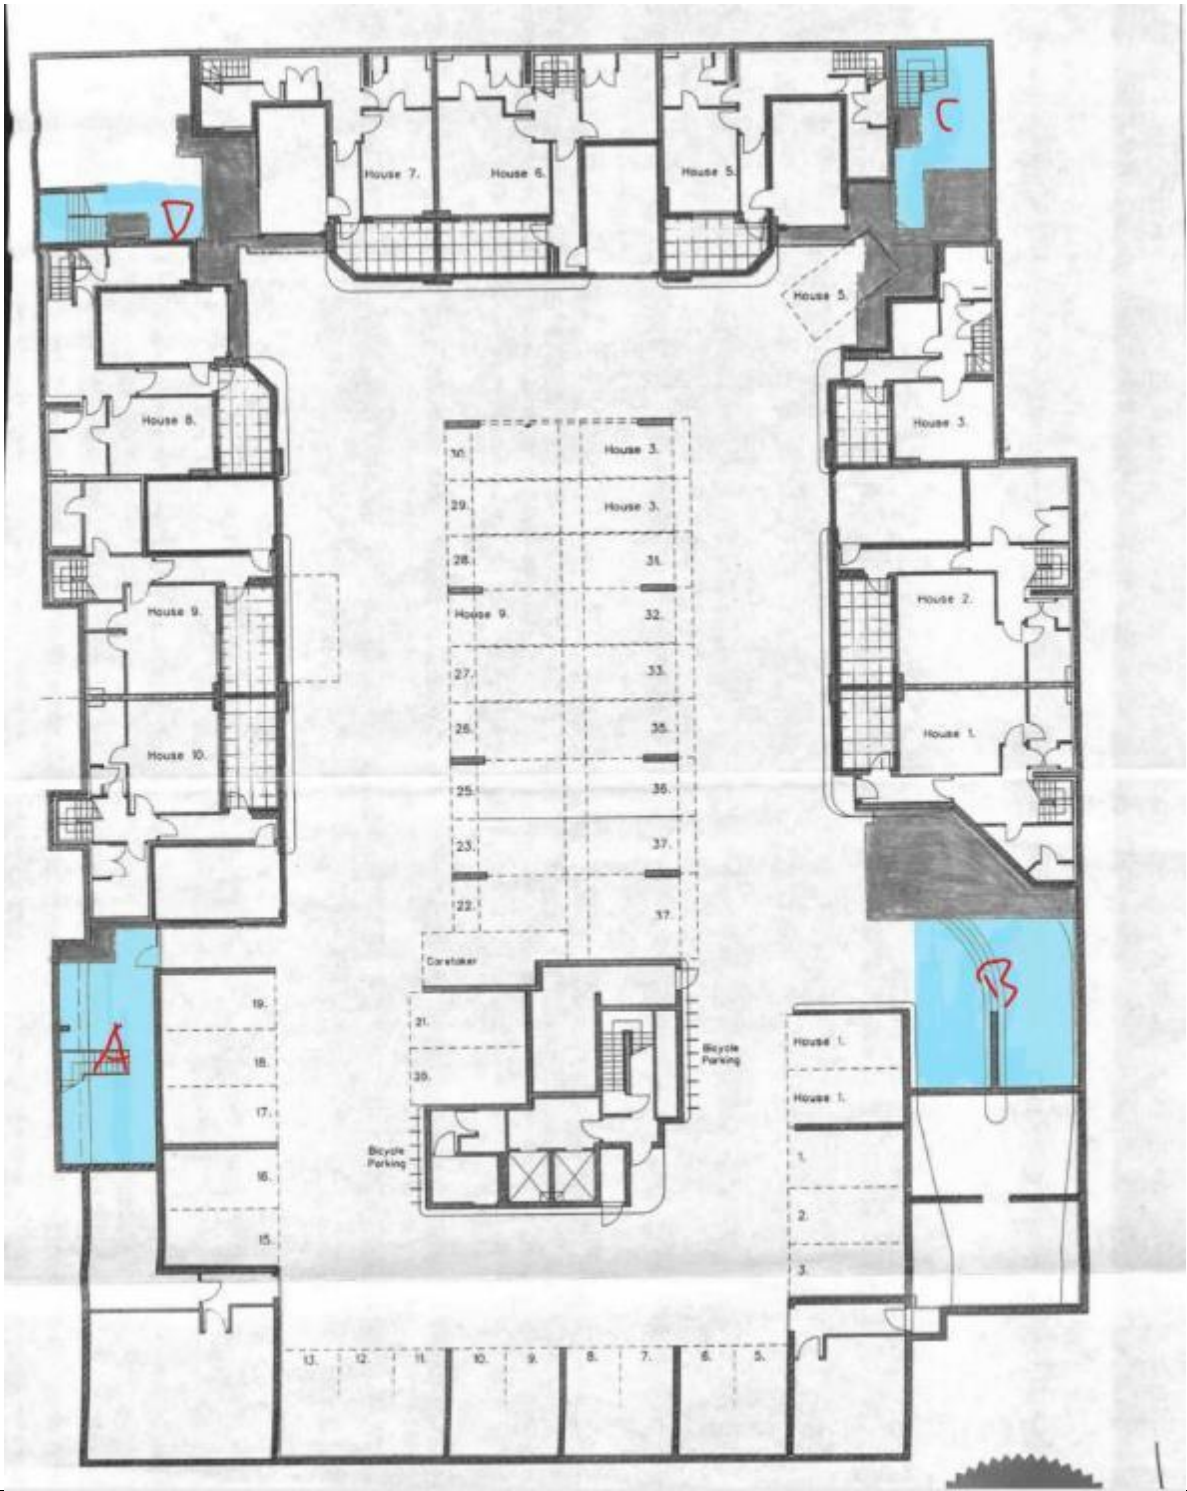 C
House 7.
House 6.
House 5.
D
House 5.
House 8.
House 3.
30.
House 3.
29.
House 3.
28.
31.
House 9.
House 9.
32.
House 2.
27.
33.
26.
35.
House 10.
House 1.
25.
36.
23.
37.
22.
37.
Caretaker
B
19.
21.
A
18.
House 1.
Bicycle
Parking
17.
House 1.
16.
Bicycle
Parking
1.
15.
2.
3.
13.
12.
11.
10.
9.
8.
7.
6.
5.